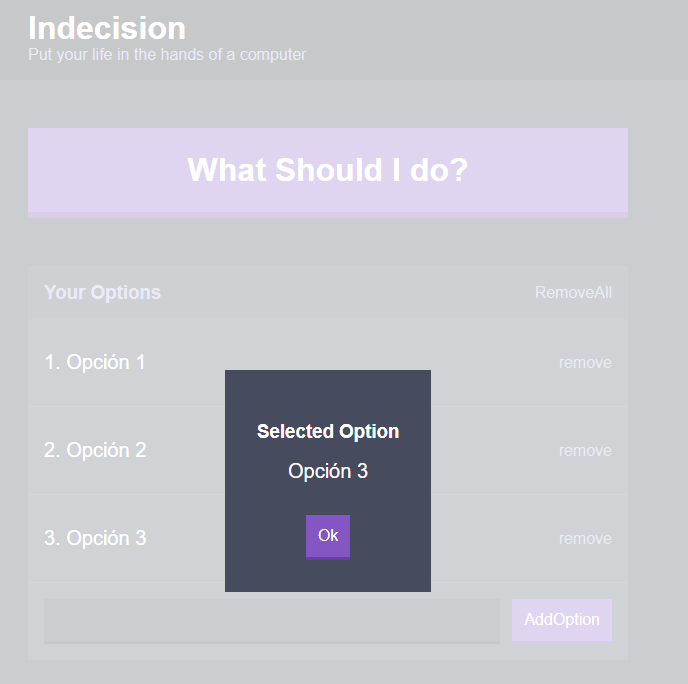 Indecision
Put your life in the hands of a computer
What Should I do?
Your Options
RemoveAll
1. Opción 1
remove
2. Opción 2
remove
3. Opción 3
remove
Selected Option
Opción 3
Ok
AddOption